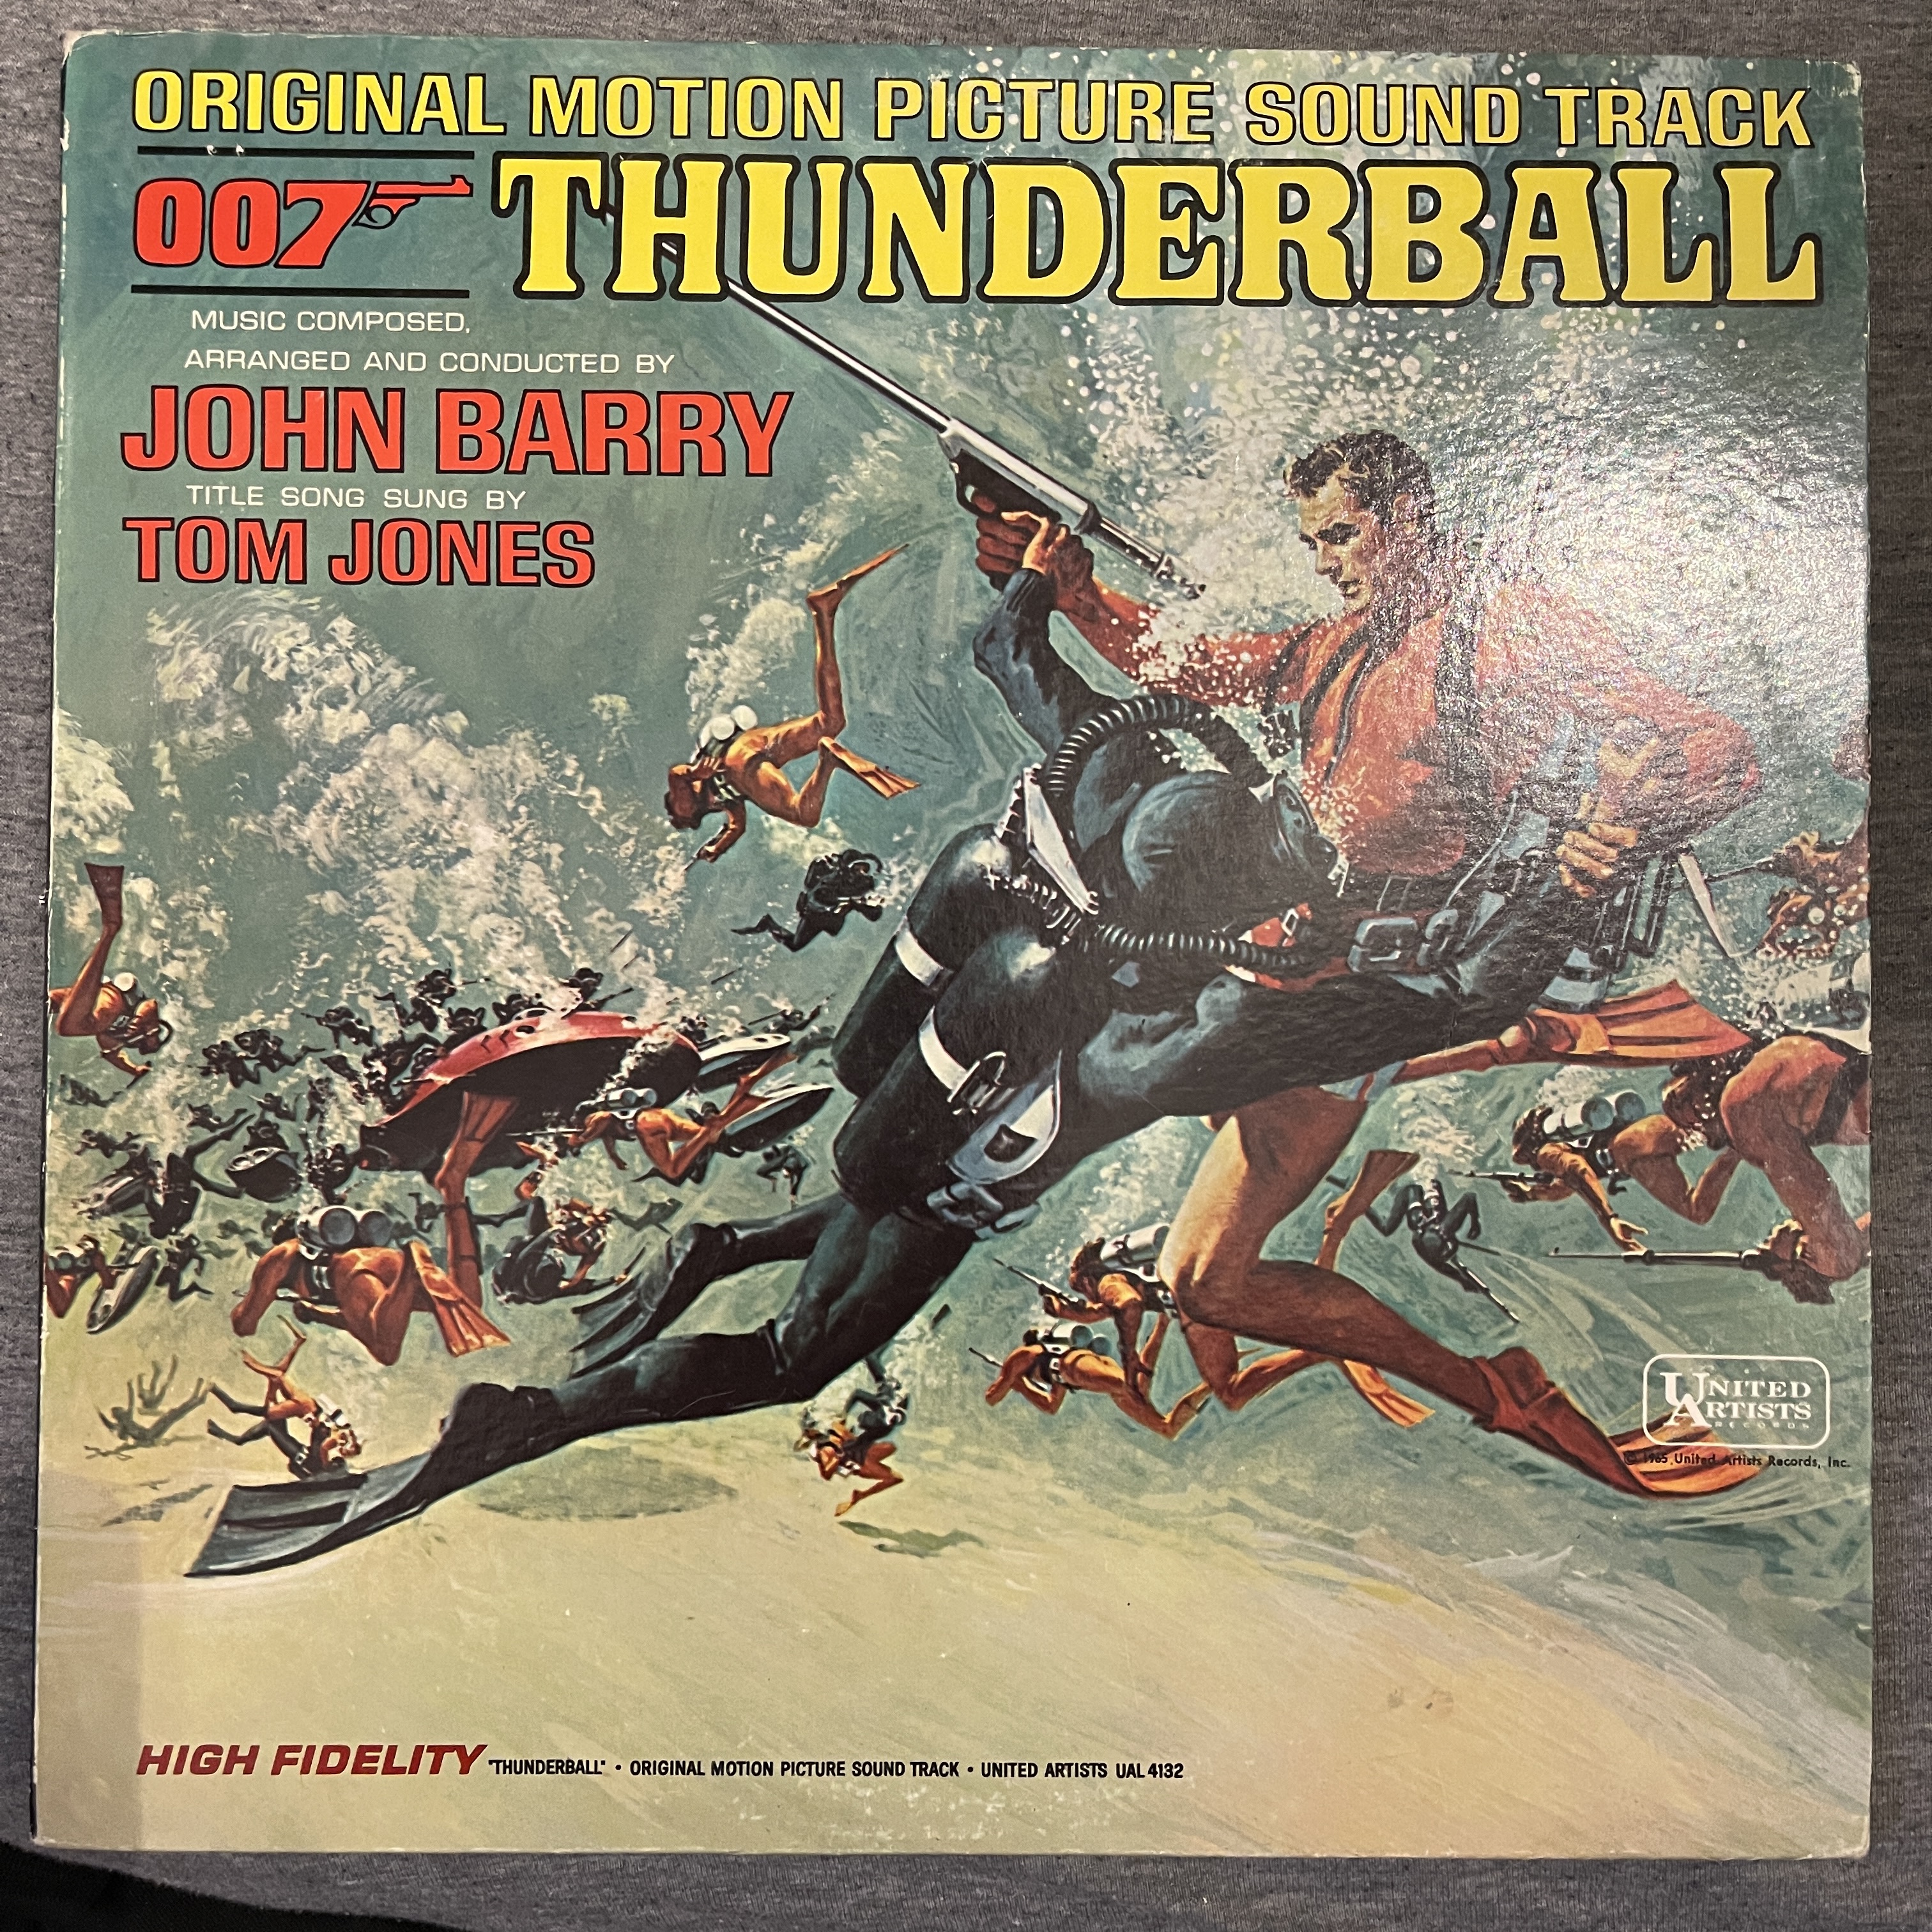 ORIGINAL MOTION PICTURE SOUND TRACK
007 THUNDERBALL
MUSIC COMPOSED,
ARRANGED AND CONDUCTED BY
JOHN BARRY
TITLE SONG SUNG BY
TOM JONES
UNITED
ARTISTS
RECORDS
© 1965 United Artists Records, Inc.
HIGH FIDELITY "THUNDERBALL" • ORIGINAL MOTION PICTURE SOUND TRACK • UNITED ARTISTS UAL 4132